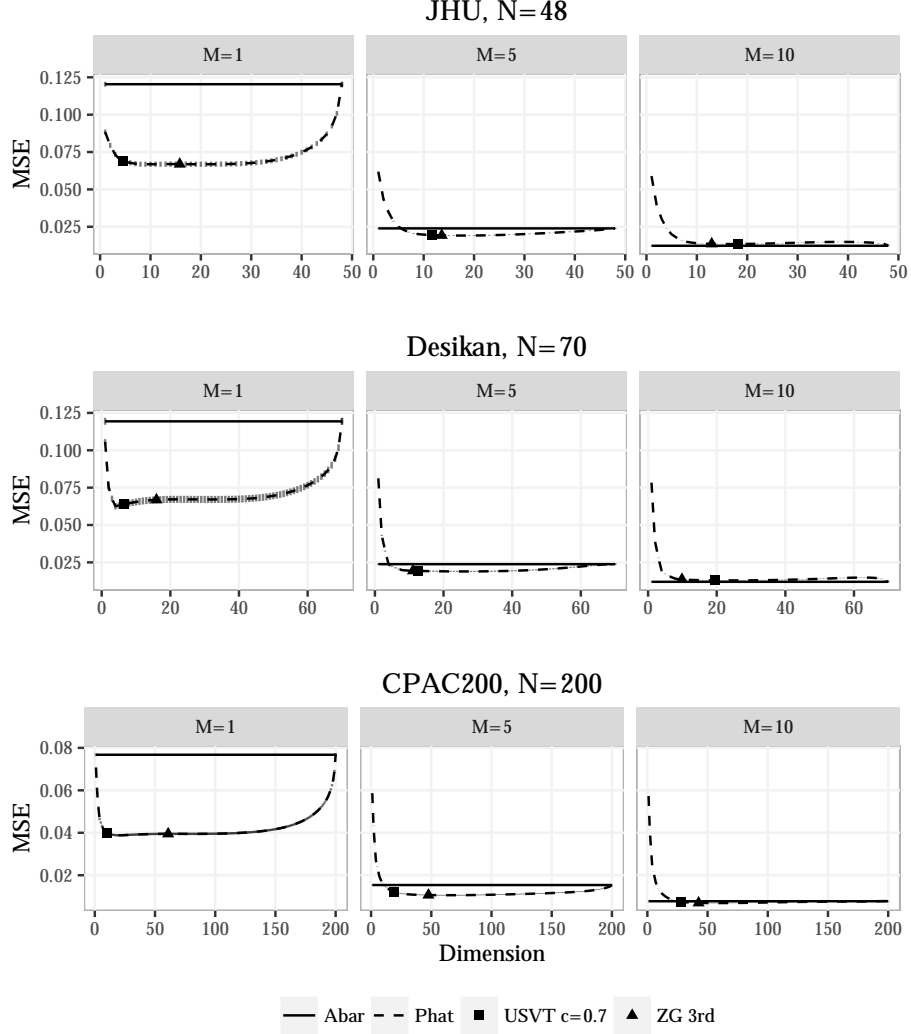 JHU, N=48
M=1 M=5 M=10
0.125
0.100
0.075
0.050
0.025
MSE
0 10 20 30 40 50 0 10 20 30 40 50 0 10 20 30 40 50
Desikan, N=70
M=1 M=5 M=10
0.125
0.100
0.075
0.050
0.025
MSE
0 20 40 60 0 20 40 60 0 20 40 60
CPAC200, N=200
M=1 M=5 M=10
0.08
0.06
0.04
0.02
MSE
0 50 100 150 200 0 50 100 150 200 0 50 100 150 200
Dimension
Abar Phat USVT c=0.7 ZG 3rd